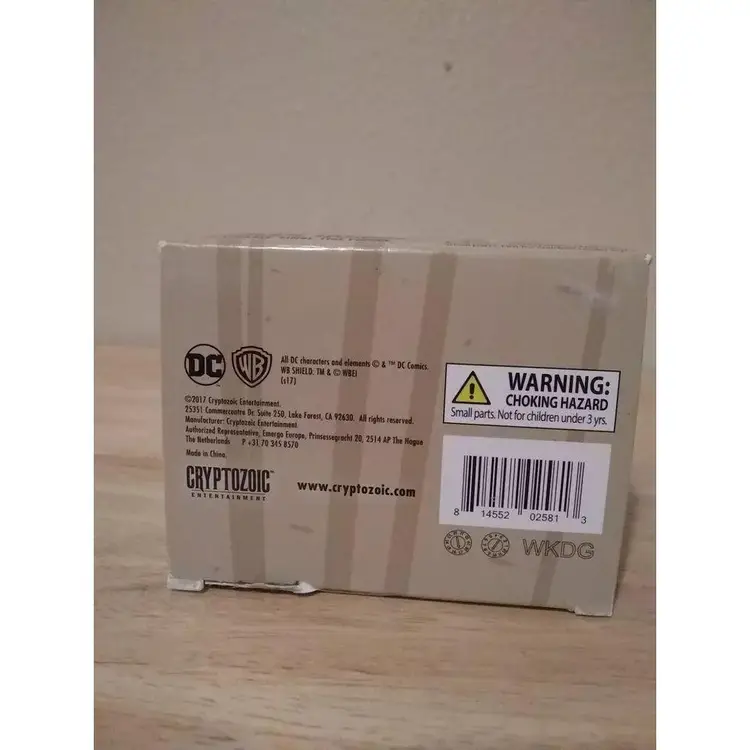 DC
WB
All DC characters and elements © & ™ DC Comics.
WB SHIELD. TM & © WBEI
(s17)
©2017 Cryptozoic Entertainment.
25351 Commercentre Dr. Suite 250, Lake Forest, CA 92630. All rights reserved.
Manufacturer: Cryptozoic Entertainment
Authorized Representative, Emergo Europe, Prinsessegracht 20, 2514 AP The Hague
The Netherlands P +31 70 345 8570
Made in China.
CRYPTOZOIC™
ENTERTAINMENT
www.cryptozoic.com
WARNING:
CHOKING HAZARD
Small parts. Not for children under 3 yrs.
8 14552 02581 3
WKDG